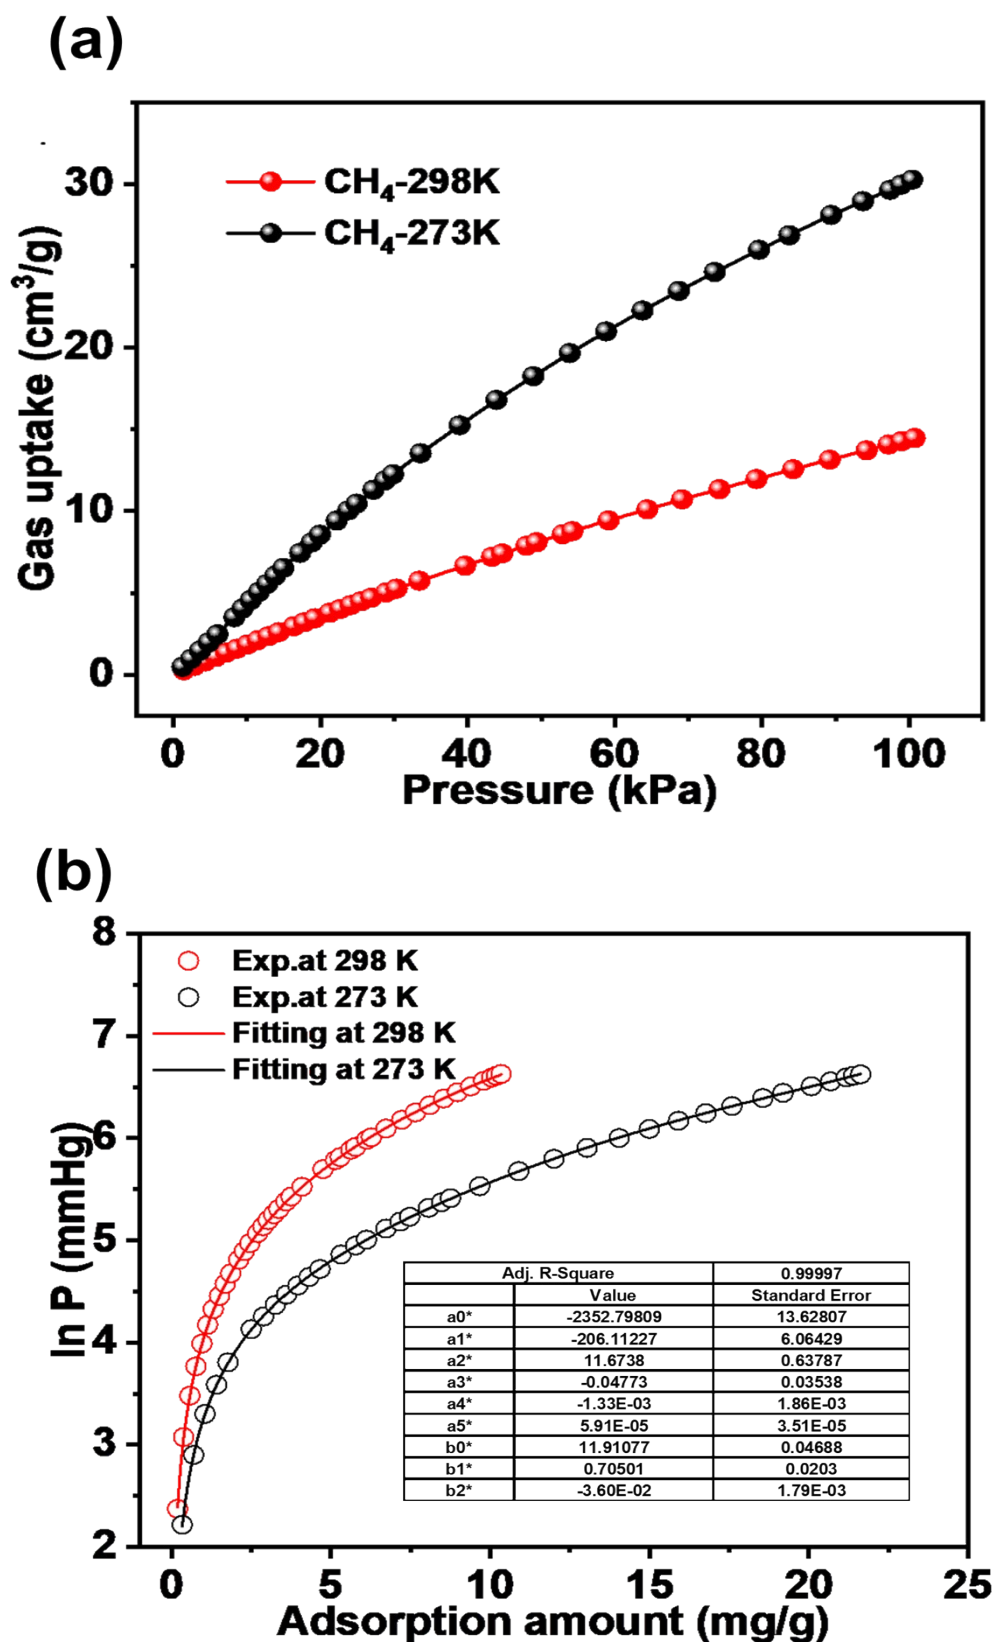 (a)
30
20
10
0
Gas uptake (cm³/g)
CH₄-298K
CH₄-273K
0 20 40 60 80 100
Pressure (kPa)
(b)
8
7
6
5
4
3
2
ln P (mmHg)
Exp.at 298 K
Exp.at 273 K
Fitting at 298 K
Fitting at 273 K
Adj. R-Square 0.99997
Value Standard Error
a0* -2352.79809 13.62807
a1* -206.11227 6.06429
a2* 11.6738 0.63787
a3* -0.04773 0.03538
a4* -1.33E-03 1.86E-03
a5* 5.91E-05 3.51E-05
b0* 11.91077 0.04688
b1* 0.70501 0.0203
b2* -3.60E-02 1.79E-03
0 5 10 15 20 25
Adsorption amount (mg/g)